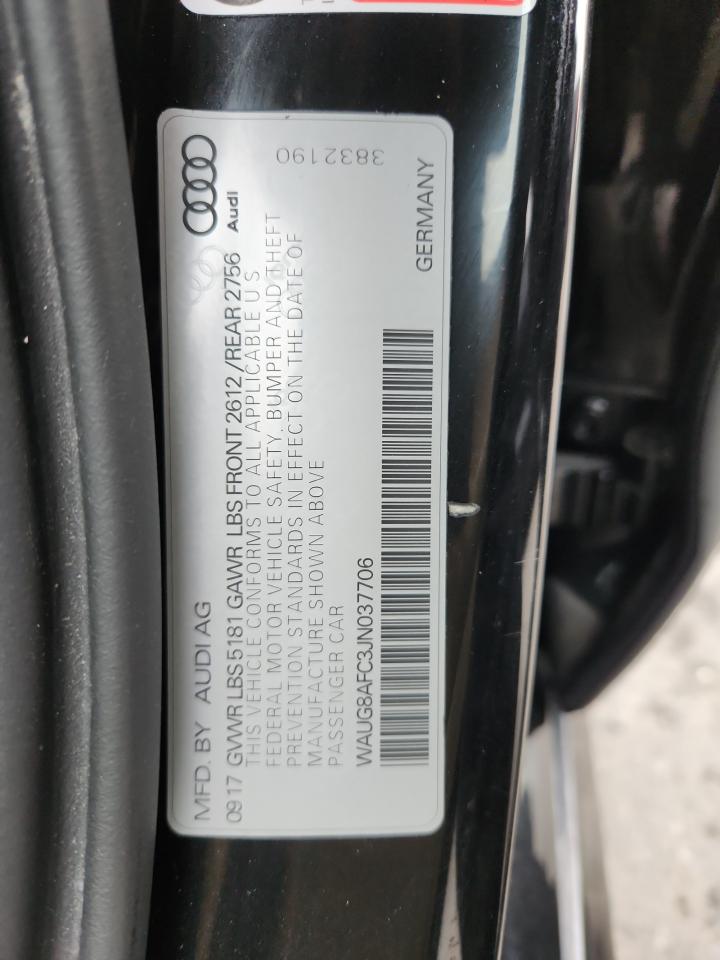 MFD. BY AUDI AG
Audi
09 17 GVWR LBS 5181 GAWR LBS FRONT 2612 /REAR 2756
THIS VEHICLE CONFORMS TO ALL APPLICABLE U S
FEDERAL MOTOR VEHICLE SAFETY, BUMPER AND THEFT
PREVENTION STANDARDS IN EFFECT ON THE DATE OF
MANUFACTURE SHOWN ABOVE
PASSENGER CAR
3832190
WAUG8AFC3JN037706
GERMANY